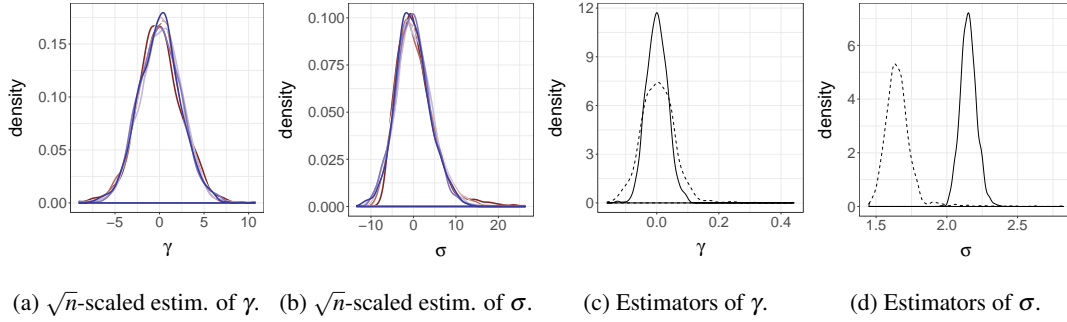 density
0.15
0.10
0.05
0.00
−5
0
5
10
γ
density
0.100
0.075
0.050
0.025
0.000
−10
0
10
20
σ
density
12
9
6
3
0
0.0
0.2
0.4
γ
density
6
4
2
0
1.5
2.0
2.5
σ
(a) √n-scaled estim. of γ.
(b) √n-scaled estim. of σ.
(c) Estimators of γ.
(d) Estimators of σ.